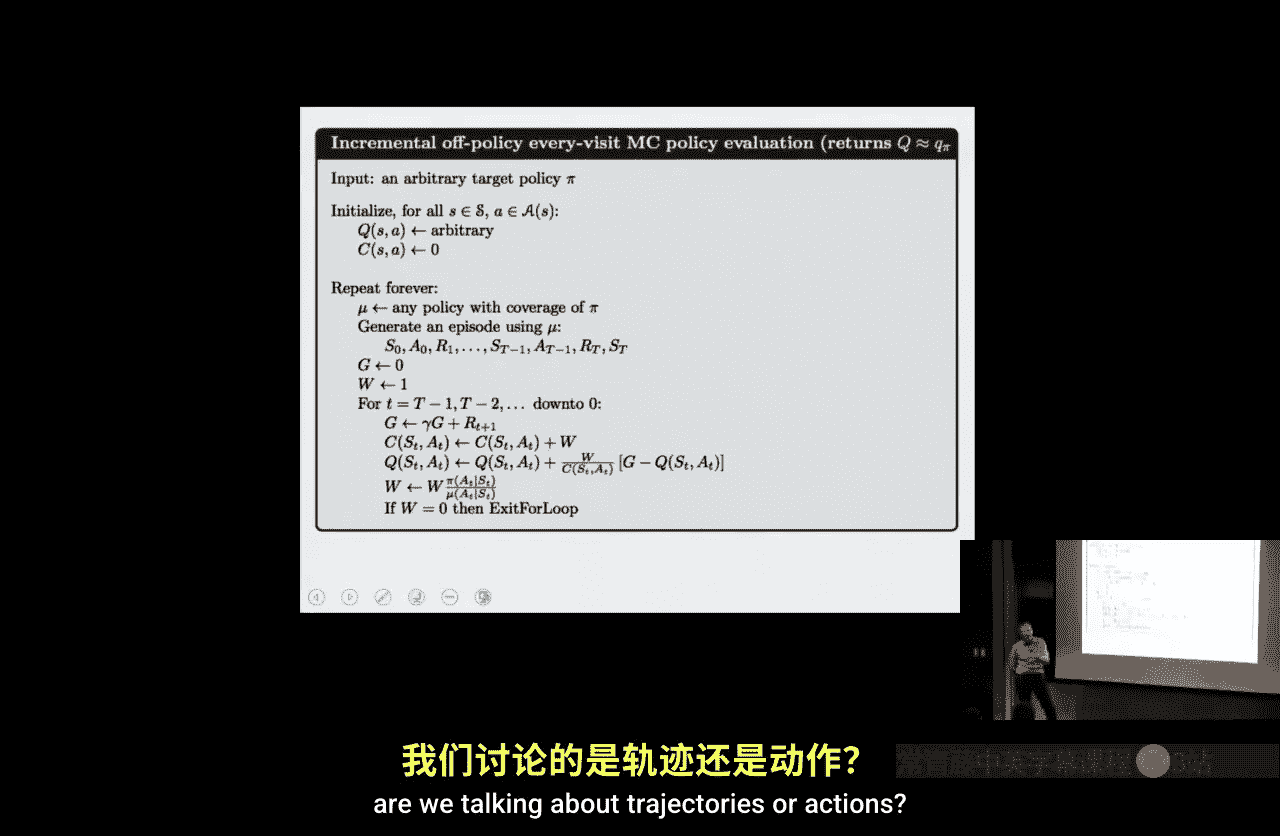 Incremental off-policy every-visit MC policy evaluation (returns Q ≈ qπ
Input: an arbitrary target policy π
Initialize, for all s ∈ S, a ∈ A(s):
Q(s, a) ← arbitrary
C(s, a) ← 0
Repeat forever:
μ ← any policy with coverage of π
Generate an episode using μ:
S₀, A₀, R₁, . . . , S_{T−1}, A_{T−1}, R_T, S_T
G ← 0
W ← 1
For t = T − 1, T − 2, . . . downto 0:
G ← γG + R_{t+1}
C(S_t, A_t) ← C(S_t, A_t) + W
Q(S_t, A_t) ← Q(S_t, A_t) + W/C(S_t,A_t) [G − Q(S_t, A_t)]
W ← W π(A_t|S_t)/μ(A_t|S_t)
If W = 0 then ExitForLoop
我们讨论的是轨迹还是动作？
are we talking about trajectories or actions?